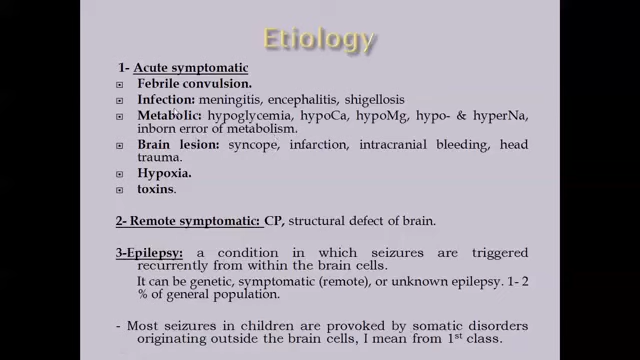 Etiology
1- Acute symptomatic
Febrile convulsion.
Infection: meningitis, encephalitis, shigellosis
Metabolic: hypoglycemia, hypoCa, hypoMg, hypo- & hyperNa,
inborn error of metabolism.
Brain lesion: syncope, infarction, intracranial bleeding, head
trauma.
Hypoxia.
toxins.
2- Remote symptomatic: CP, structural defect of brain.
3-Epilepsy: a condition in which seizures are triggered
recurrently from within the brain cells.
It can be genetic, symptomatic (remote), or unknown epilepsy. 1- 2
% of general population.
- Most seizures in children are provoked by somatic disorders
originating outside the brain cells, I mean from 1st class.